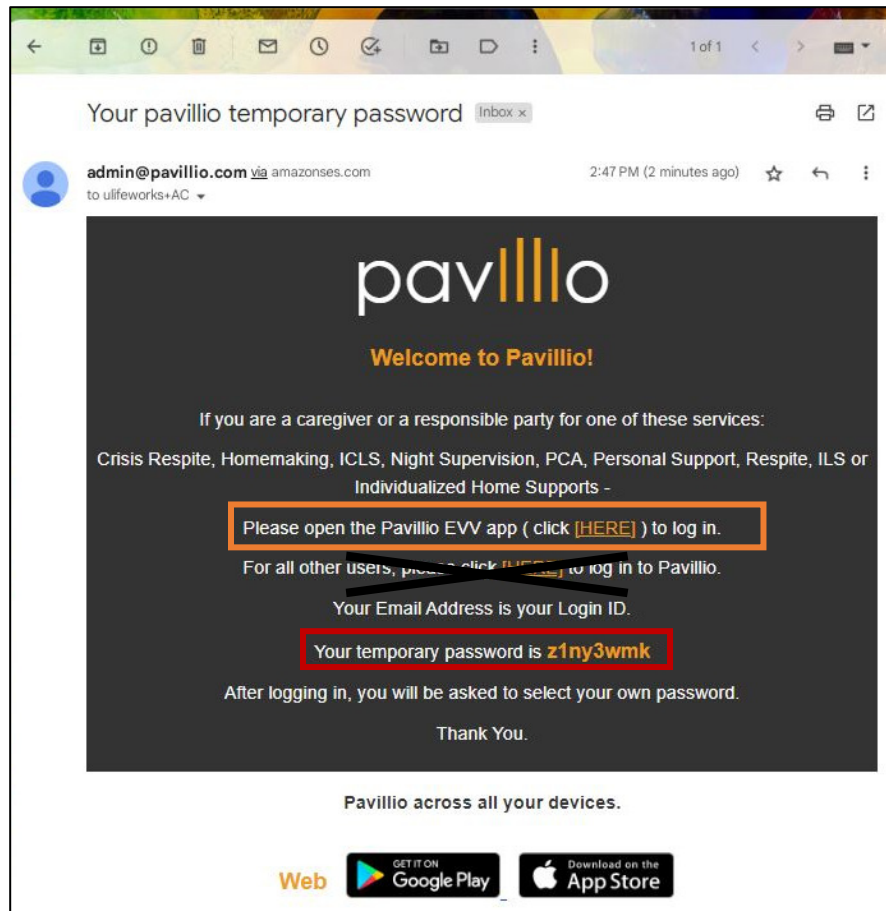 1 of 1
Your pavillio temporary password Inbox x
admin@pavillio.com via amazonses.com
2:47 PM (2 minutes ago)
to ulifeworks+AC
pavillio
Welcome to Pavillio!
If you are a caregiver or a responsible party for one of these services:
Crisis Respite, Homemaking, ICLS, Night Supervision, PCA, Personal Support, Respite, ILS or
Individualized Home Supports -
Please open the Pavillio EVV app ( click [HERE] ) to log in.
For all other users, please click [HERE] to log in to Pavillio.
Your Email Address is your Login ID.
Your temporary password is z1ny3wmk
After logging in, you will be asked to select your own password.
Thank You.
Pavillio across all your devices.
Web
GET IT ON
Google Play
Download on the
App Store